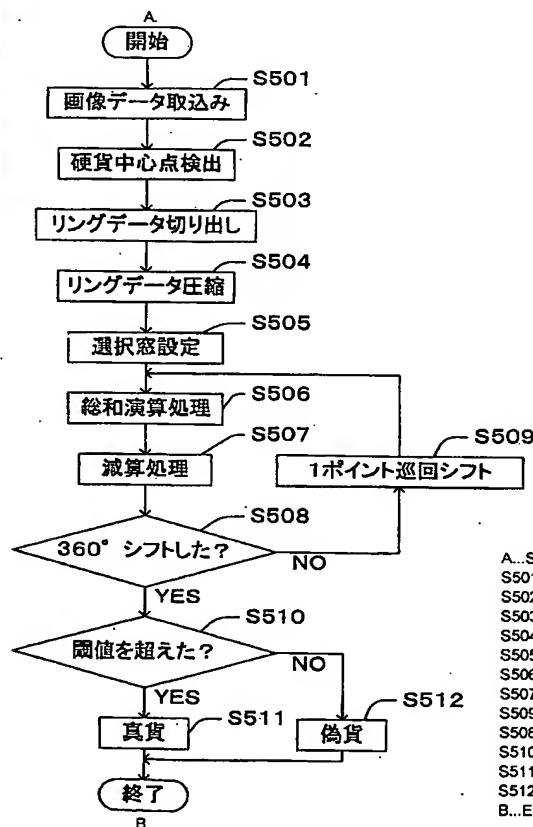 A.
開始
S501
画像データ取込み
S502
硬貨中心点検出
S503
リングデータ切り出し
S504
リングデータ圧縮
S505
選択窓設定
S506
総和演算処理
S507
減算処理
S509
1ポイント巡回シフト
S508
360°シフトした?
NO
YES
S510
閾値を超えた?
NO
YES
S511
真貨
S512
偽貨
終了
B
A...S
S501
S502
S503
S504
S505
S506
S507
S509
S508
S510
S511
S512
B...E